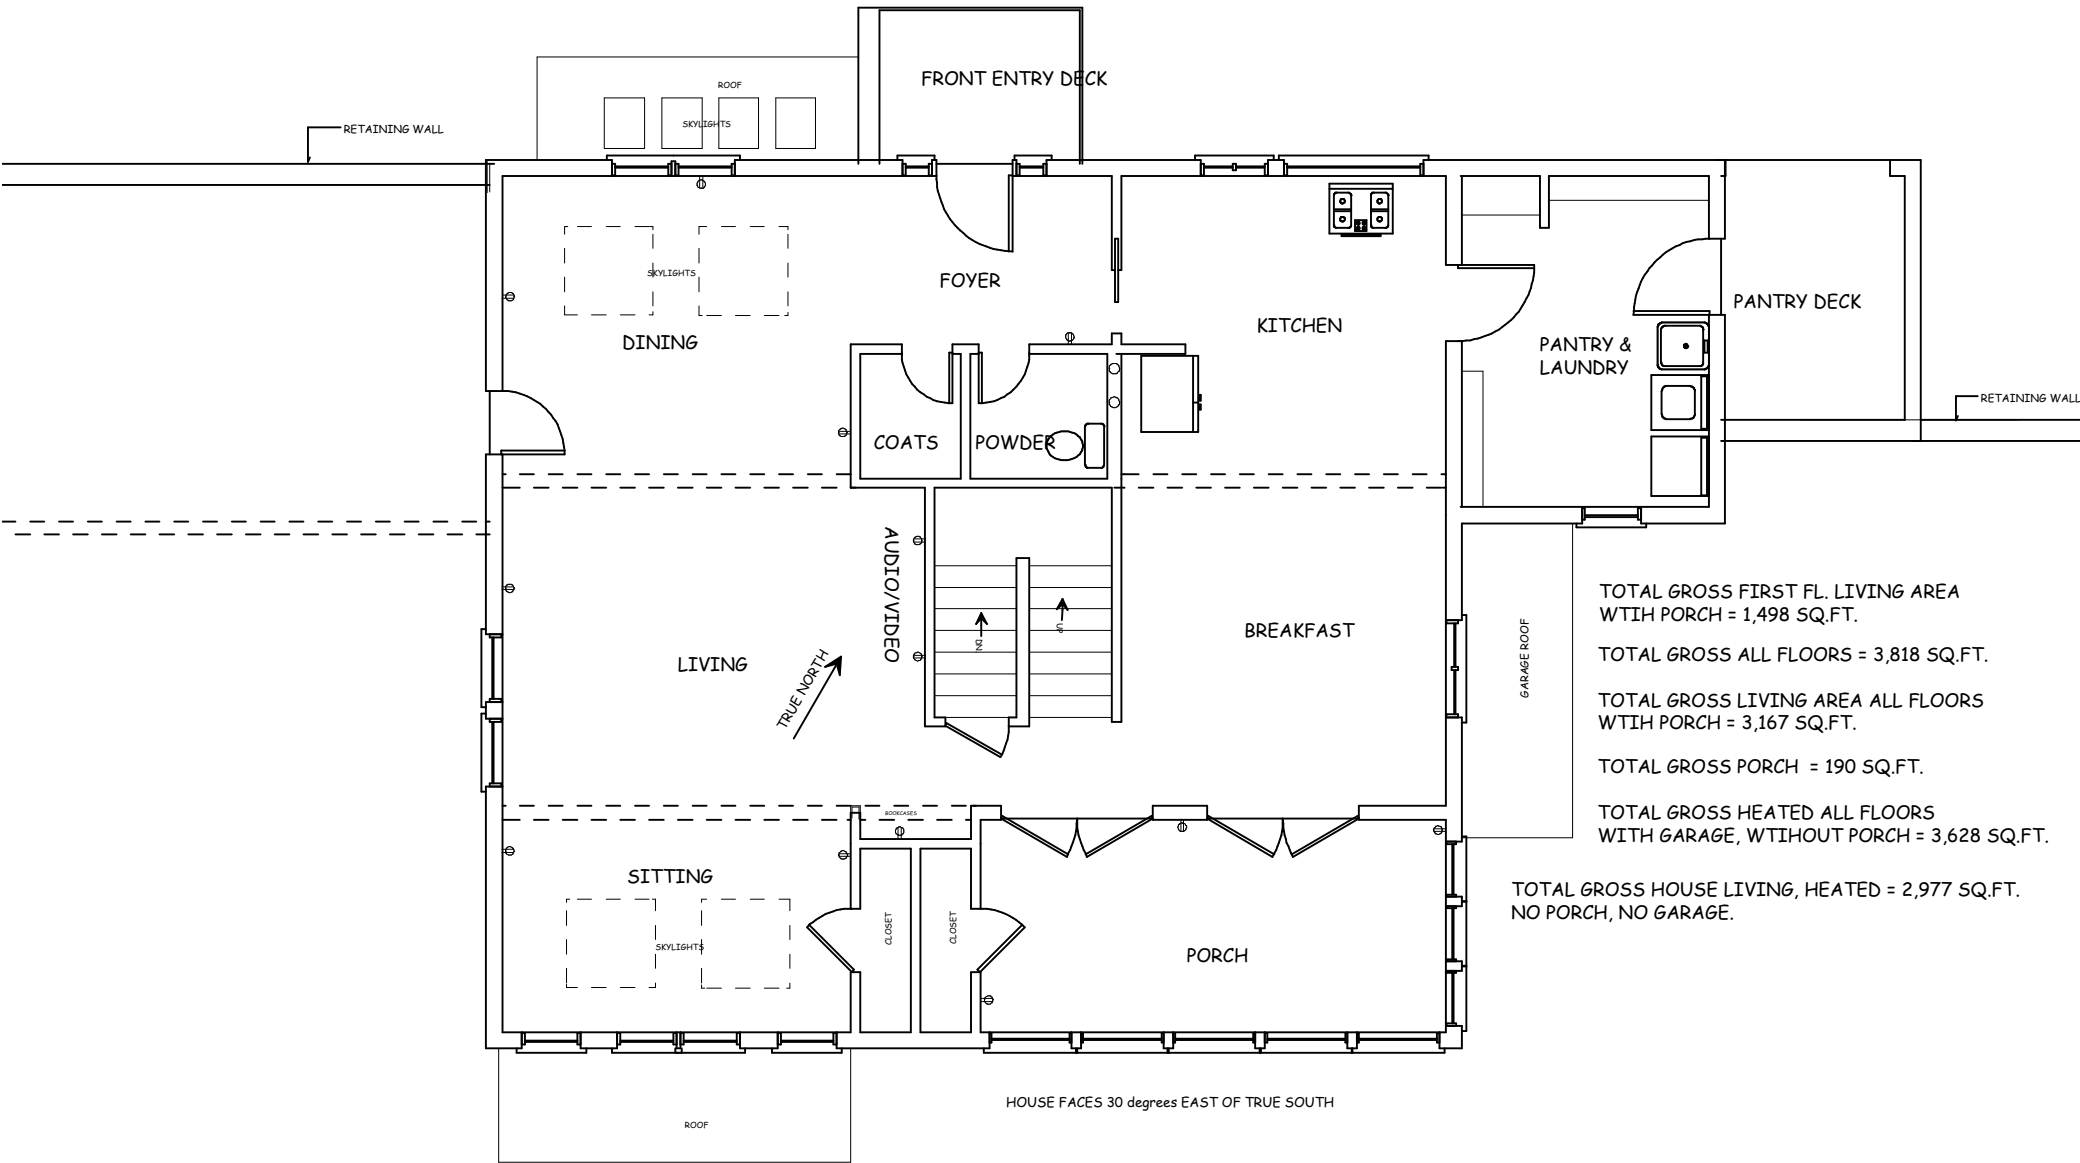 FRONT ENTRY DECK
ROOF
SKYLIGHTS
RETAINING WALL
SKYLIGHTS
FOYER
DINING
KITCHEN
PANTRY DECK
PANTRY &
LAUNDRY
RETAINING WALL
COATS
POWDER
AUDIO/VIDEO
DN.
UP
LIVING
TRUE NORTH
BREAKFAST
GARAGE ROOF
TOTAL GROSS FIRST FL. LIVING AREA
WTIH PORCH = 1,498 SQ.FT.
TOTAL GROSS ALL FLOORS = 3,818 SQ.FT.
TOTAL GROSS LIVING AREA ALL FLOORS
WTIH PORCH = 3,167 SQ.FT.
TOTAL GROSS PORCH = 190 SQ.FT.
TOTAL GROSS HEATED ALL FLOORS
WITH GARAGE, WTIHOUT PORCH = 3,628 SQ.FT.
TOTAL GROSS HOUSE LIVING, HEATED = 2,977 SQ.FT.
NO PORCH, NO GARAGE.
BOOKCASES
SITTING
SKYLIGHTS
CLOSET
CLOSET
PORCH
HOUSE FACES 30 degrees EAST OF TRUE SOUTH
ROOF